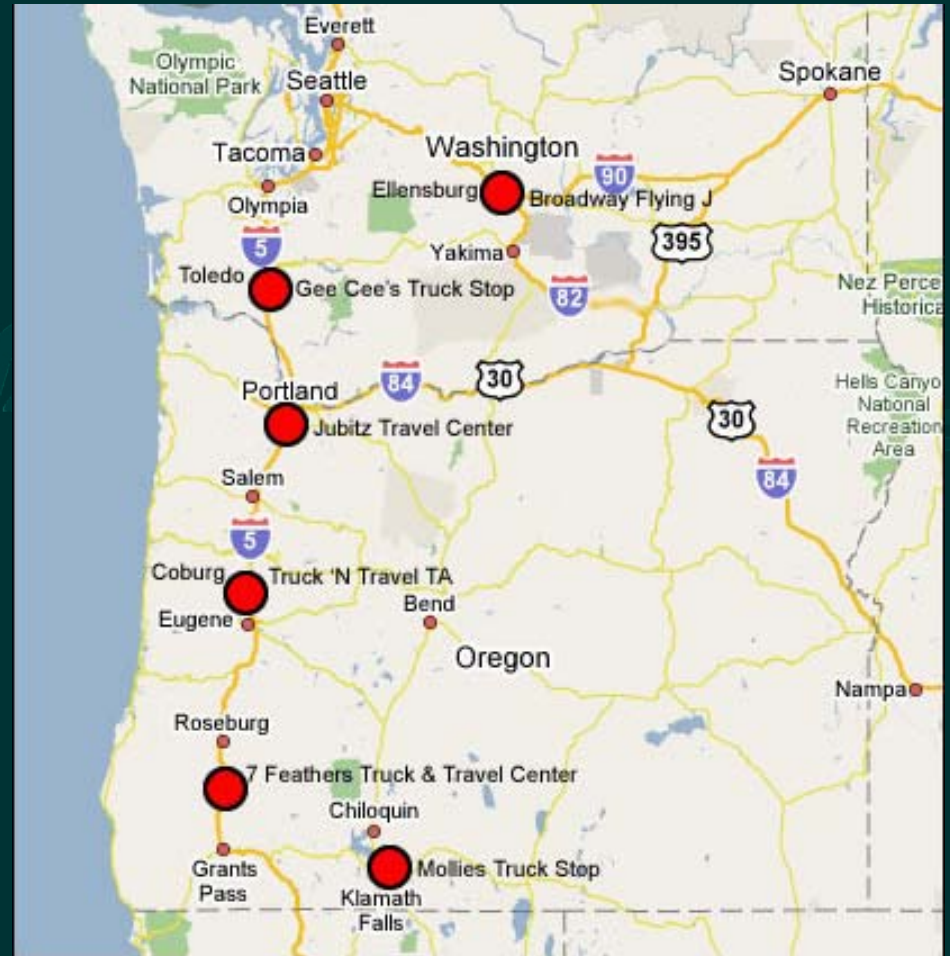 Everett
Olympic
National Park
Seattle
Spokane
Tacoma
Washington
90
Ellensburg
Broadway Flying J
Olympia
5
395
Yakima
Toledo
Gee Cee's Truck Stop
82
Nez Perce
Historica
84
30
Portland
Hells Canyo
National
Recreation
Area
30
Jubitz Travel Center
84
Salem
5
Coburg
Truck 'N Travel TA
Bend
Eugene
Oregon
Nampa
Roseburg
7 Feathers Truck & Travel Center
Chiloquin
Grants
Pass
Mollies Truck Stop
Klamath
Falls